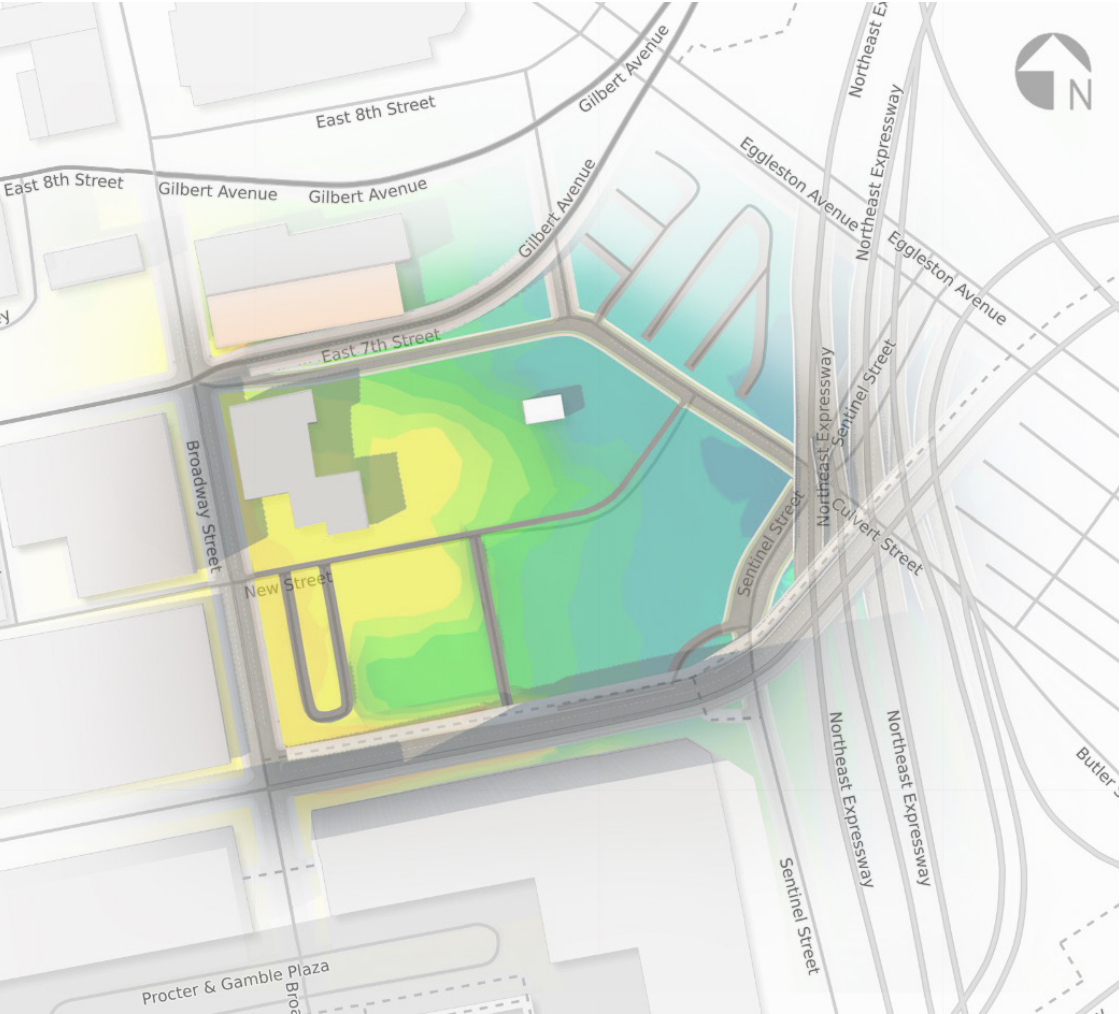 Northeast E
Gilbert Avenue
N
East 8th Street
Northeast Expressway
Eggleston Avenue
East 8th Street
Gilbert Avenue
Gilbert Avenue
Gilbert Avenue
Eggleston Avenue
East 7th Street
Northeast Expressway
Sentinel Street
Broadway Street
Sentinel Street
Culvert Street
New Street
Northeast Expressway
Northeast Expressway
Butler S
Sentinel Street
Procter & Gamble Plaza
Broa